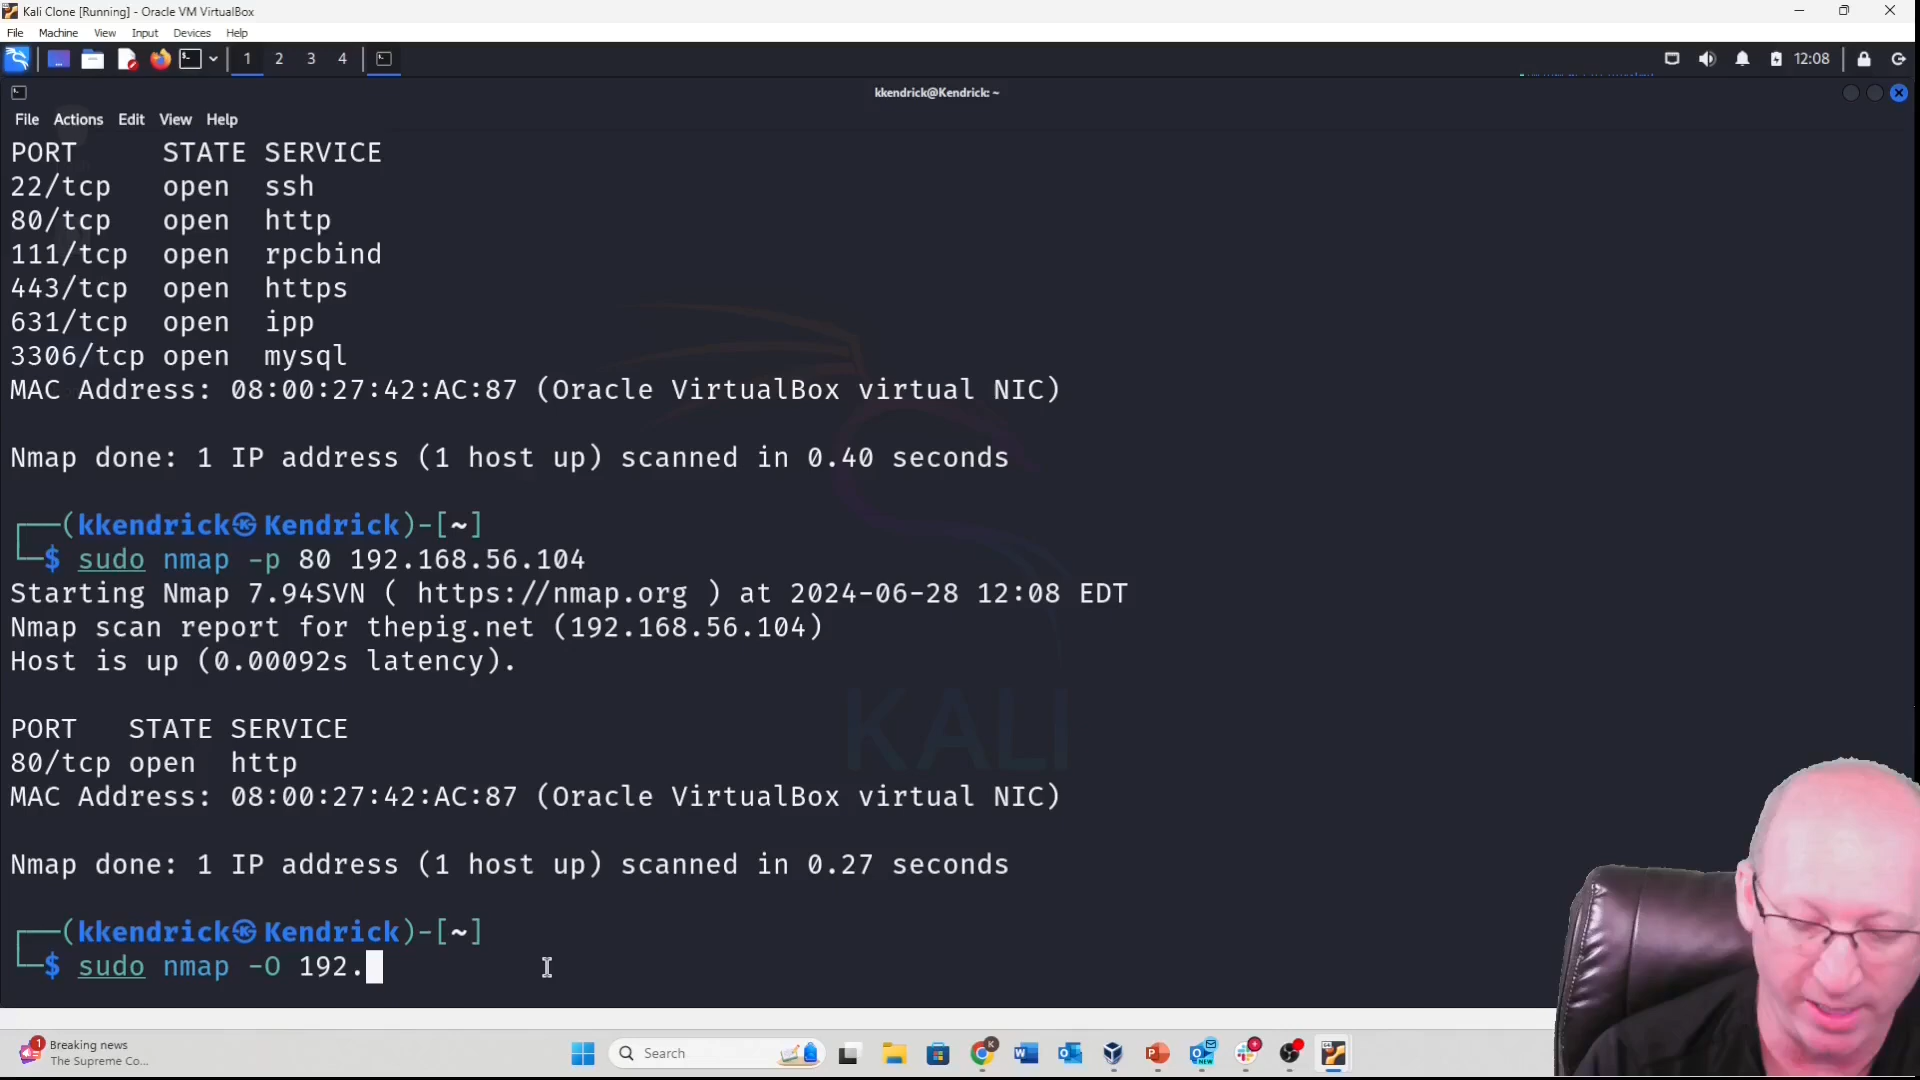 Kali Clone [Running] - Oracle VM VirtualBox
File Machine View Input Devices Help
1 2 3 4 12:08
kkendrick@Kendrick: ~
File Actions Edit View Help
PORT STATE SERVICE
22/tcp open ssh
80/tcp open http
111/tcp open rpcbind
443/tcp open https
631/tcp open ipp
3306/tcp open mysql
MAC Address: 08:00:27:42:AC:87 (Oracle VirtualBox virtual NIC)
Nmap done: 1 IP address (1 host up) scanned in 0.40 seconds
┌──(kkendrick㉿Kendrick)-[~]
└─$ sudo nmap -p 80 192.168.56.104
Starting Nmap 7.94SVN ( https://nmap.org ) at 2024-06-28 12:08 EDT
Nmap scan report for thepig.net (192.168.56.104)
Host is up (0.00092s latency).
PORT STATE SERVICE
80/tcp open http
MAC Address: 08:00:27:42:AC:87 (Oracle VirtualBox virtual NIC)
Nmap done: 1 IP address (1 host up) scanned in 0.27 seconds
┌──(kkendrick㉿Kendrick)-[~]
└─$ sudo nmap -O 192.
KALI
1 Breaking news
The Supreme Co...
Search
K
NEW